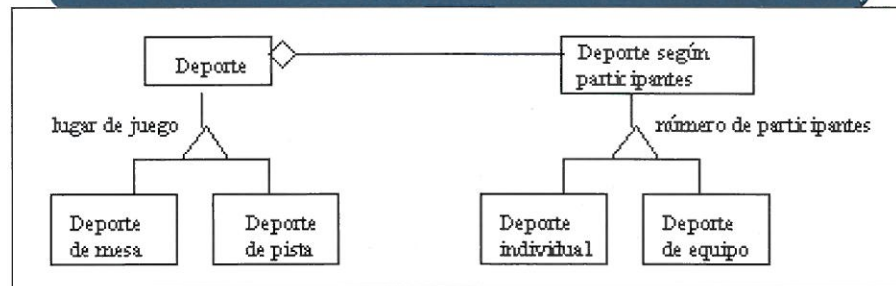 Deporte
Deporte según
participantes
lugar de juego
número de participantes
Deporte
de mesa
Deporte
de pista
Deporte
individual
Deporte
de equipo